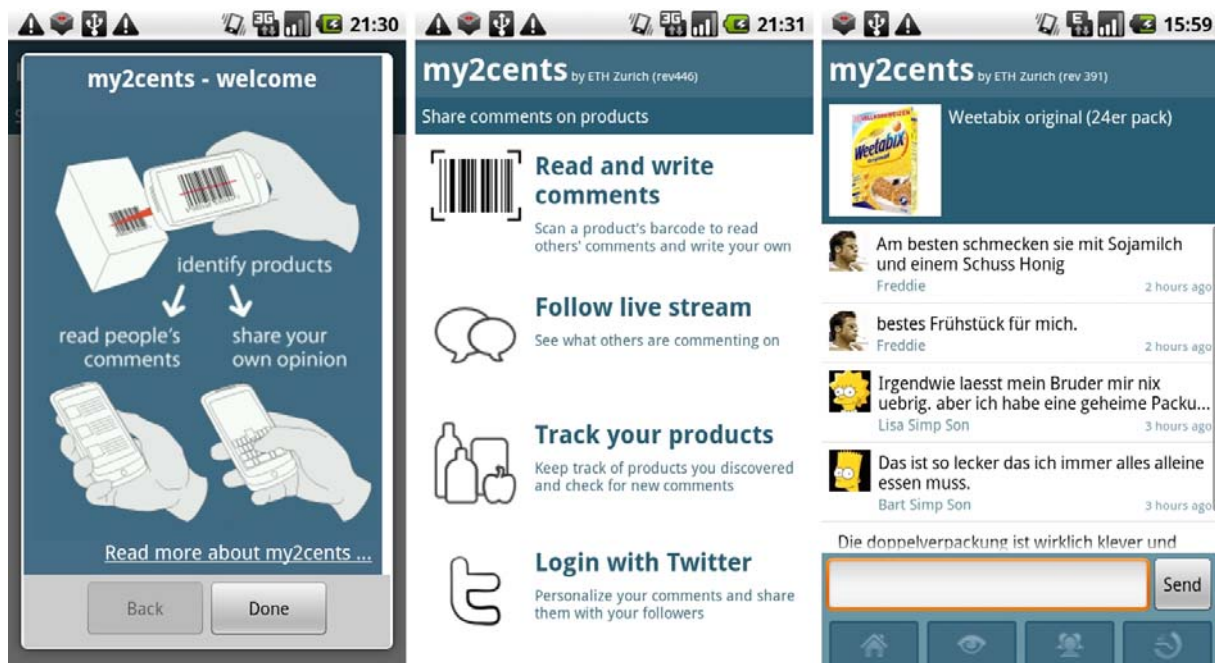 21:30
my2cents - welcome
identify products
read people's
comments
share your
own opinion
Read more about my2cents ...
Back
Done
21:31
my2cents by ETH Zurich (rev446)
Share comments on products
Read and write
comments
Scan a product's barcode to read
others' comments and write your own
Follow live stream
See what others are commenting on
Track your products
Keep track of products you discovered
and check for new comments
Login with Twitter
Personalize your comments and share
them with your followers
15:59
my2cents by ETH Zurich (rev 391)
Weetabix original (24er pack)
Weetabix
Am besten schmecken sie mit Sojamilch
und einem Schuss Honig
Freddie 2 hours ago
bestes Frühstück für mich.
Freddie 2 hours ago
Irgendwie laesst mein Bruder mir nix
uebrig. aber ich habe eine geheime Packu...
Lisa Simp Son 3 hours ago
Das ist so lecker das ich immer alles alleine
essen muss.
Bart Simp Son 3 hours ago
Die doppelverpackung ist wirklich klever und
Send